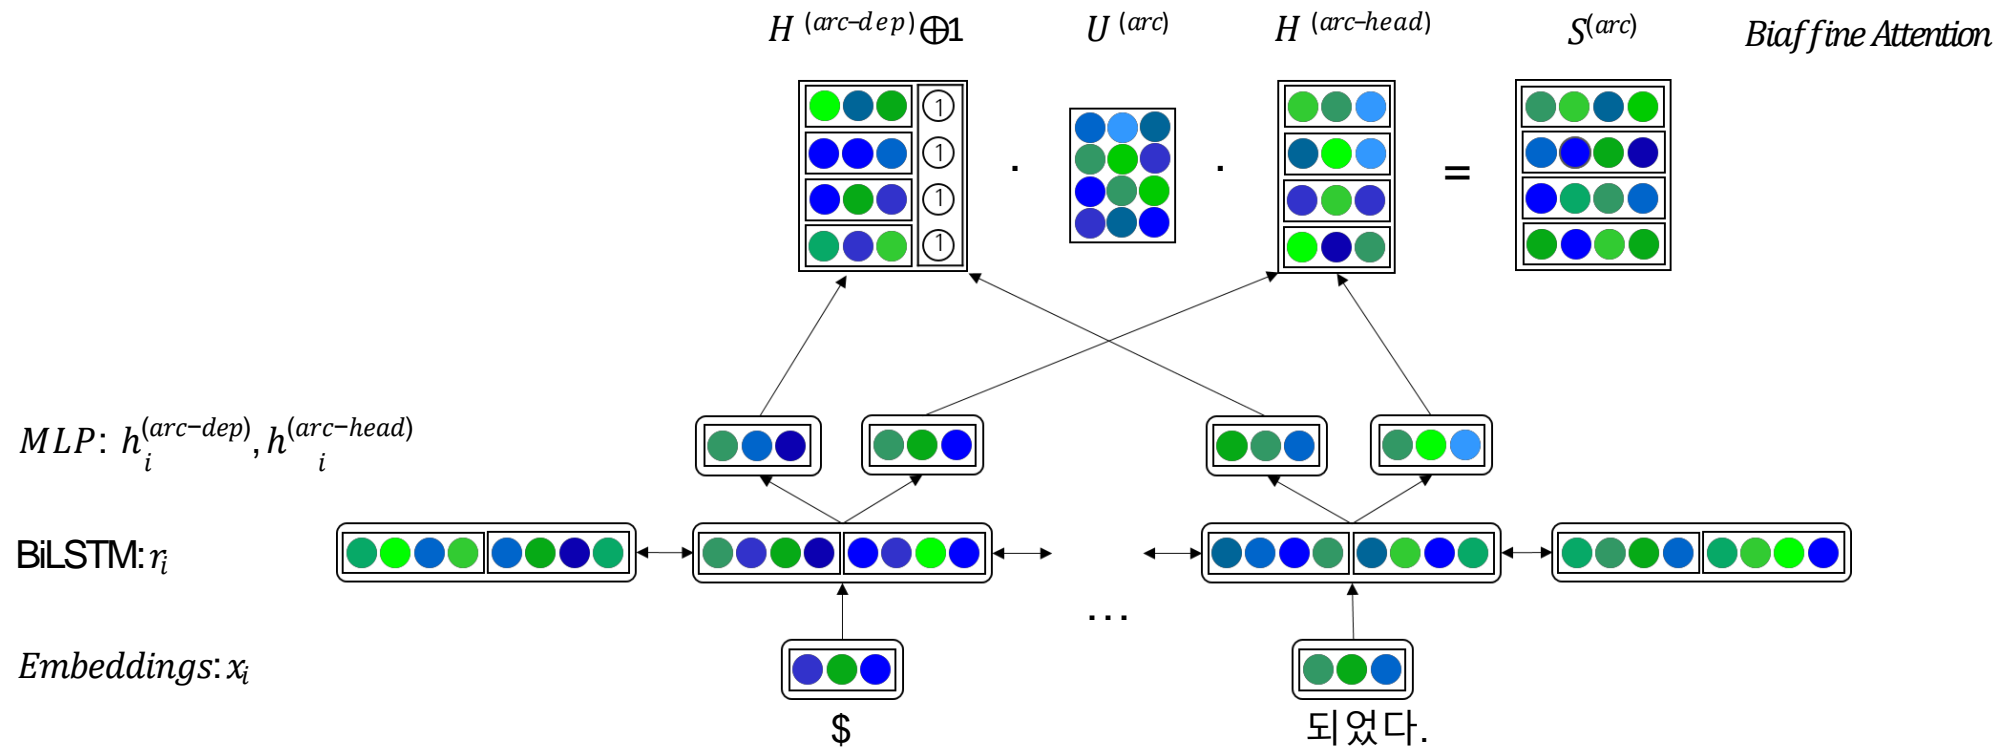 H (arc−dep)⊕1 U (arc) H (arc−head) S(arc) Biaffine Attention
1
1
1
1
· · =
MLP: h_i^(arc−dep), h_i^(arc−head)
BiLSTM: r_i
...
Embeddings: x_i
$ 되었다.